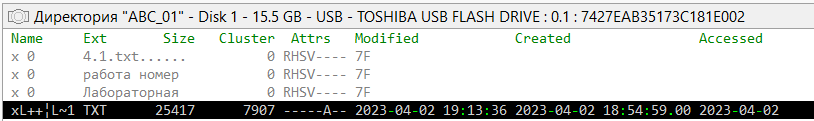 Директория "ABC_01" - Disk 1 - 15.5 GB - USB - TOSHIBA USB FLASH DRIVE : 0.1 : 7427EAB35173C181E002
Name Ext Size Cluster Attrs Modified Created Accessed
x 0 4.1.txt...... 0 RHSV---- 7F
x 0 работа номер 0 RHSV---- 7F
x 0 Лабораторная 0 RHSV---- 7F
xL++¦L~1 TXT 25417 7907 -----A-- 2023-04-02 19:13:36 2023-04-02 18:54:59.00 2023-04-02